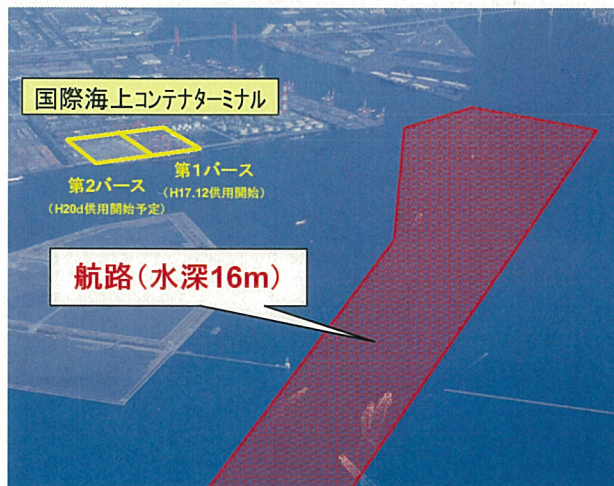 国際海上コンテナターミナル
第1バース
(H17.12供用開始)
第2バース
(H20d供用開始予定)
航路(水深16m)